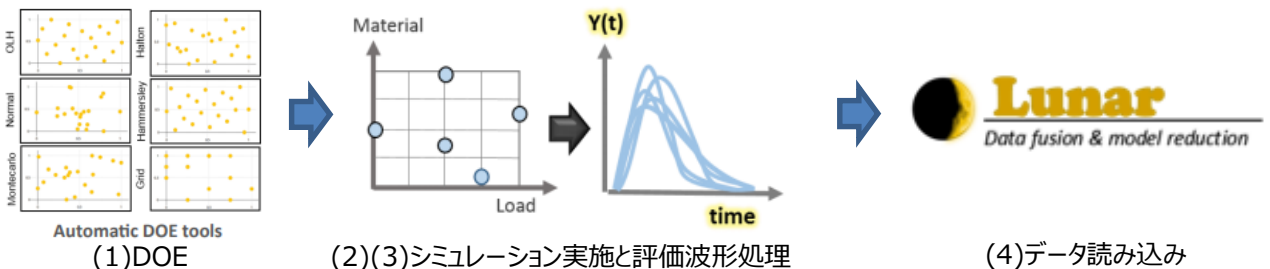 OLH
Halton
Normal
Hammersley
Montecarlo
Grid
Automatic DOE tools
(1)DOE
Material
Load
Y(t)
time
(2)(3)シミュレーション実施と評価波形処理
Lunar
Data fusion & model reduction
(4)データ読み込み